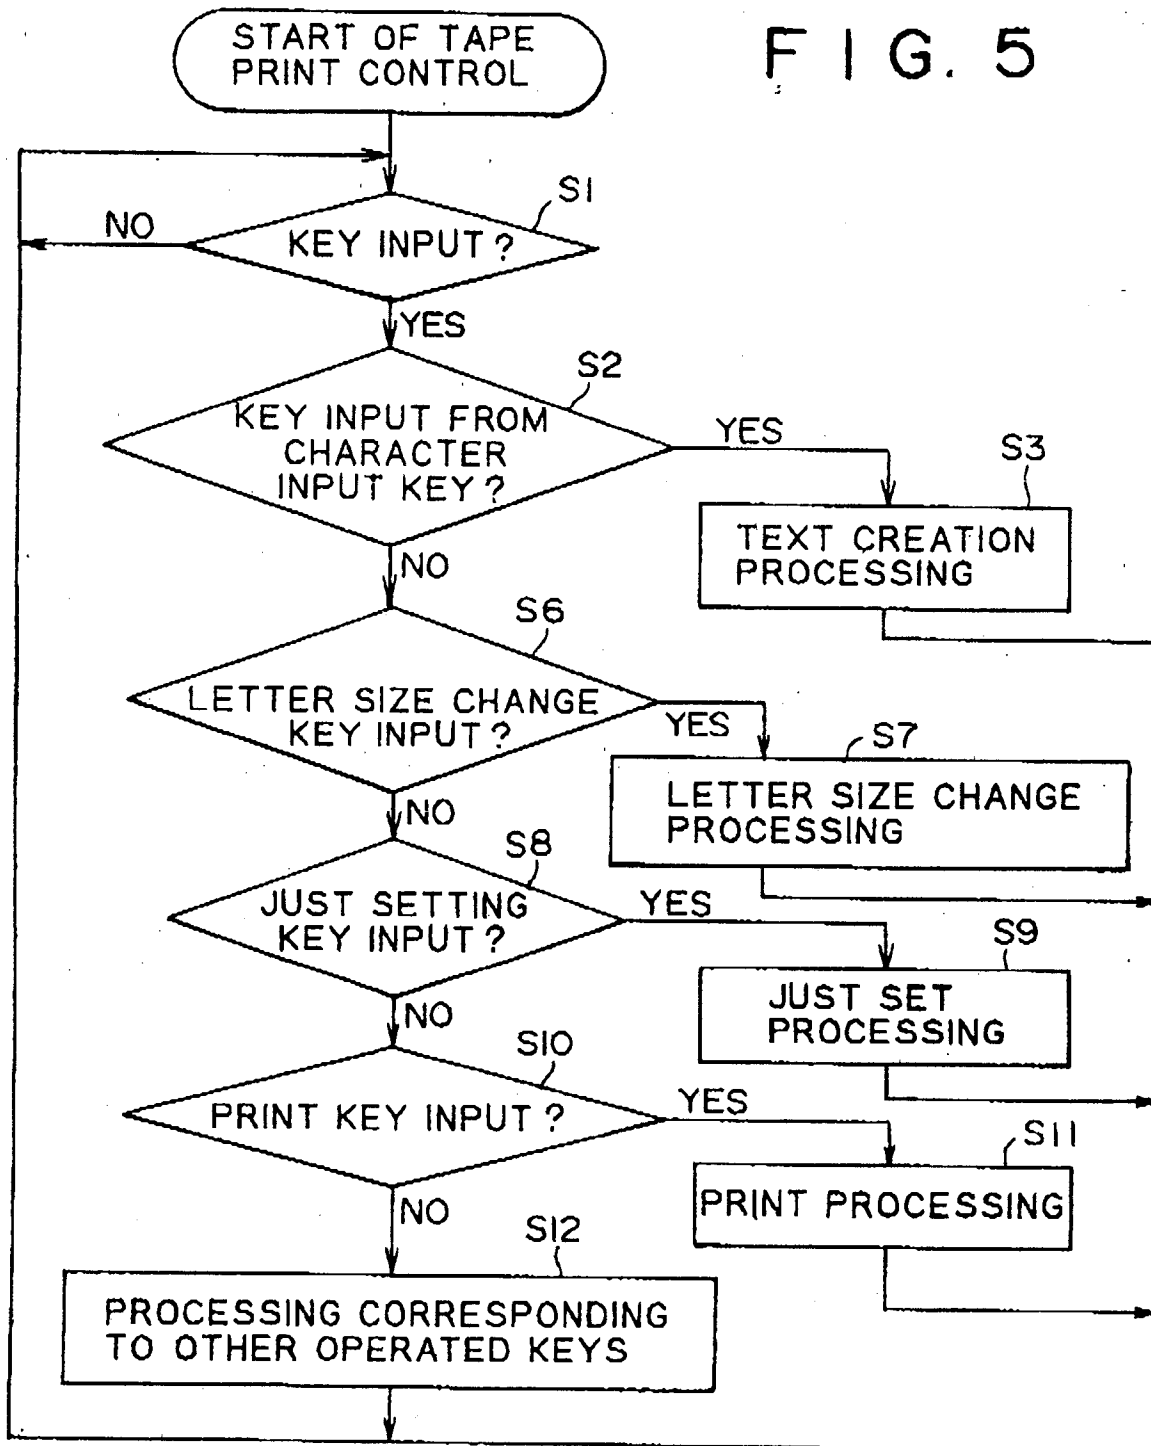 START OF TAPE
PRINT CONTROL
FIG. 5
S1
NO
KEY INPUT?
YES
S2
KEY INPUT FROM
CHARACTER
INPUT KEY?
YES
S3
TEXT CREATION
PROCESSING
NO
S6
LETTER SIZE CHANGE
KEY INPUT?
YES
S7
LETTER SIZE CHANGE
PROCESSING
NO
S8
JUST SETTING
KEY INPUT?
YES
S9
JUST SET
PROCESSING
NO
S10
PRINT KEY INPUT?
YES
S11
PRINT PROCESSING
NO
S12
PROCESSING CORRESPONDING
TO OTHER OPERATED KEYS